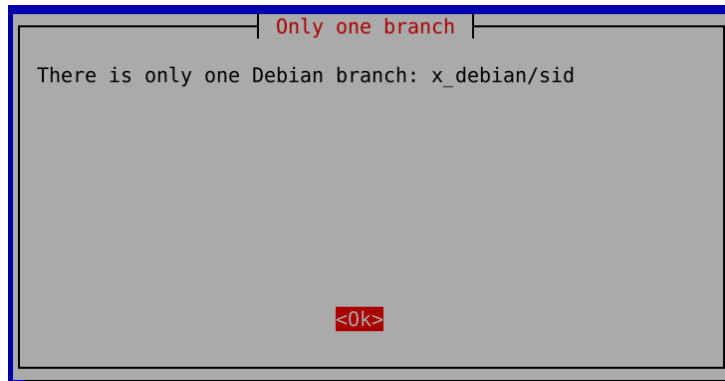 Only one branch
There is only one Debian branch: x_debian/sid
<Ok>